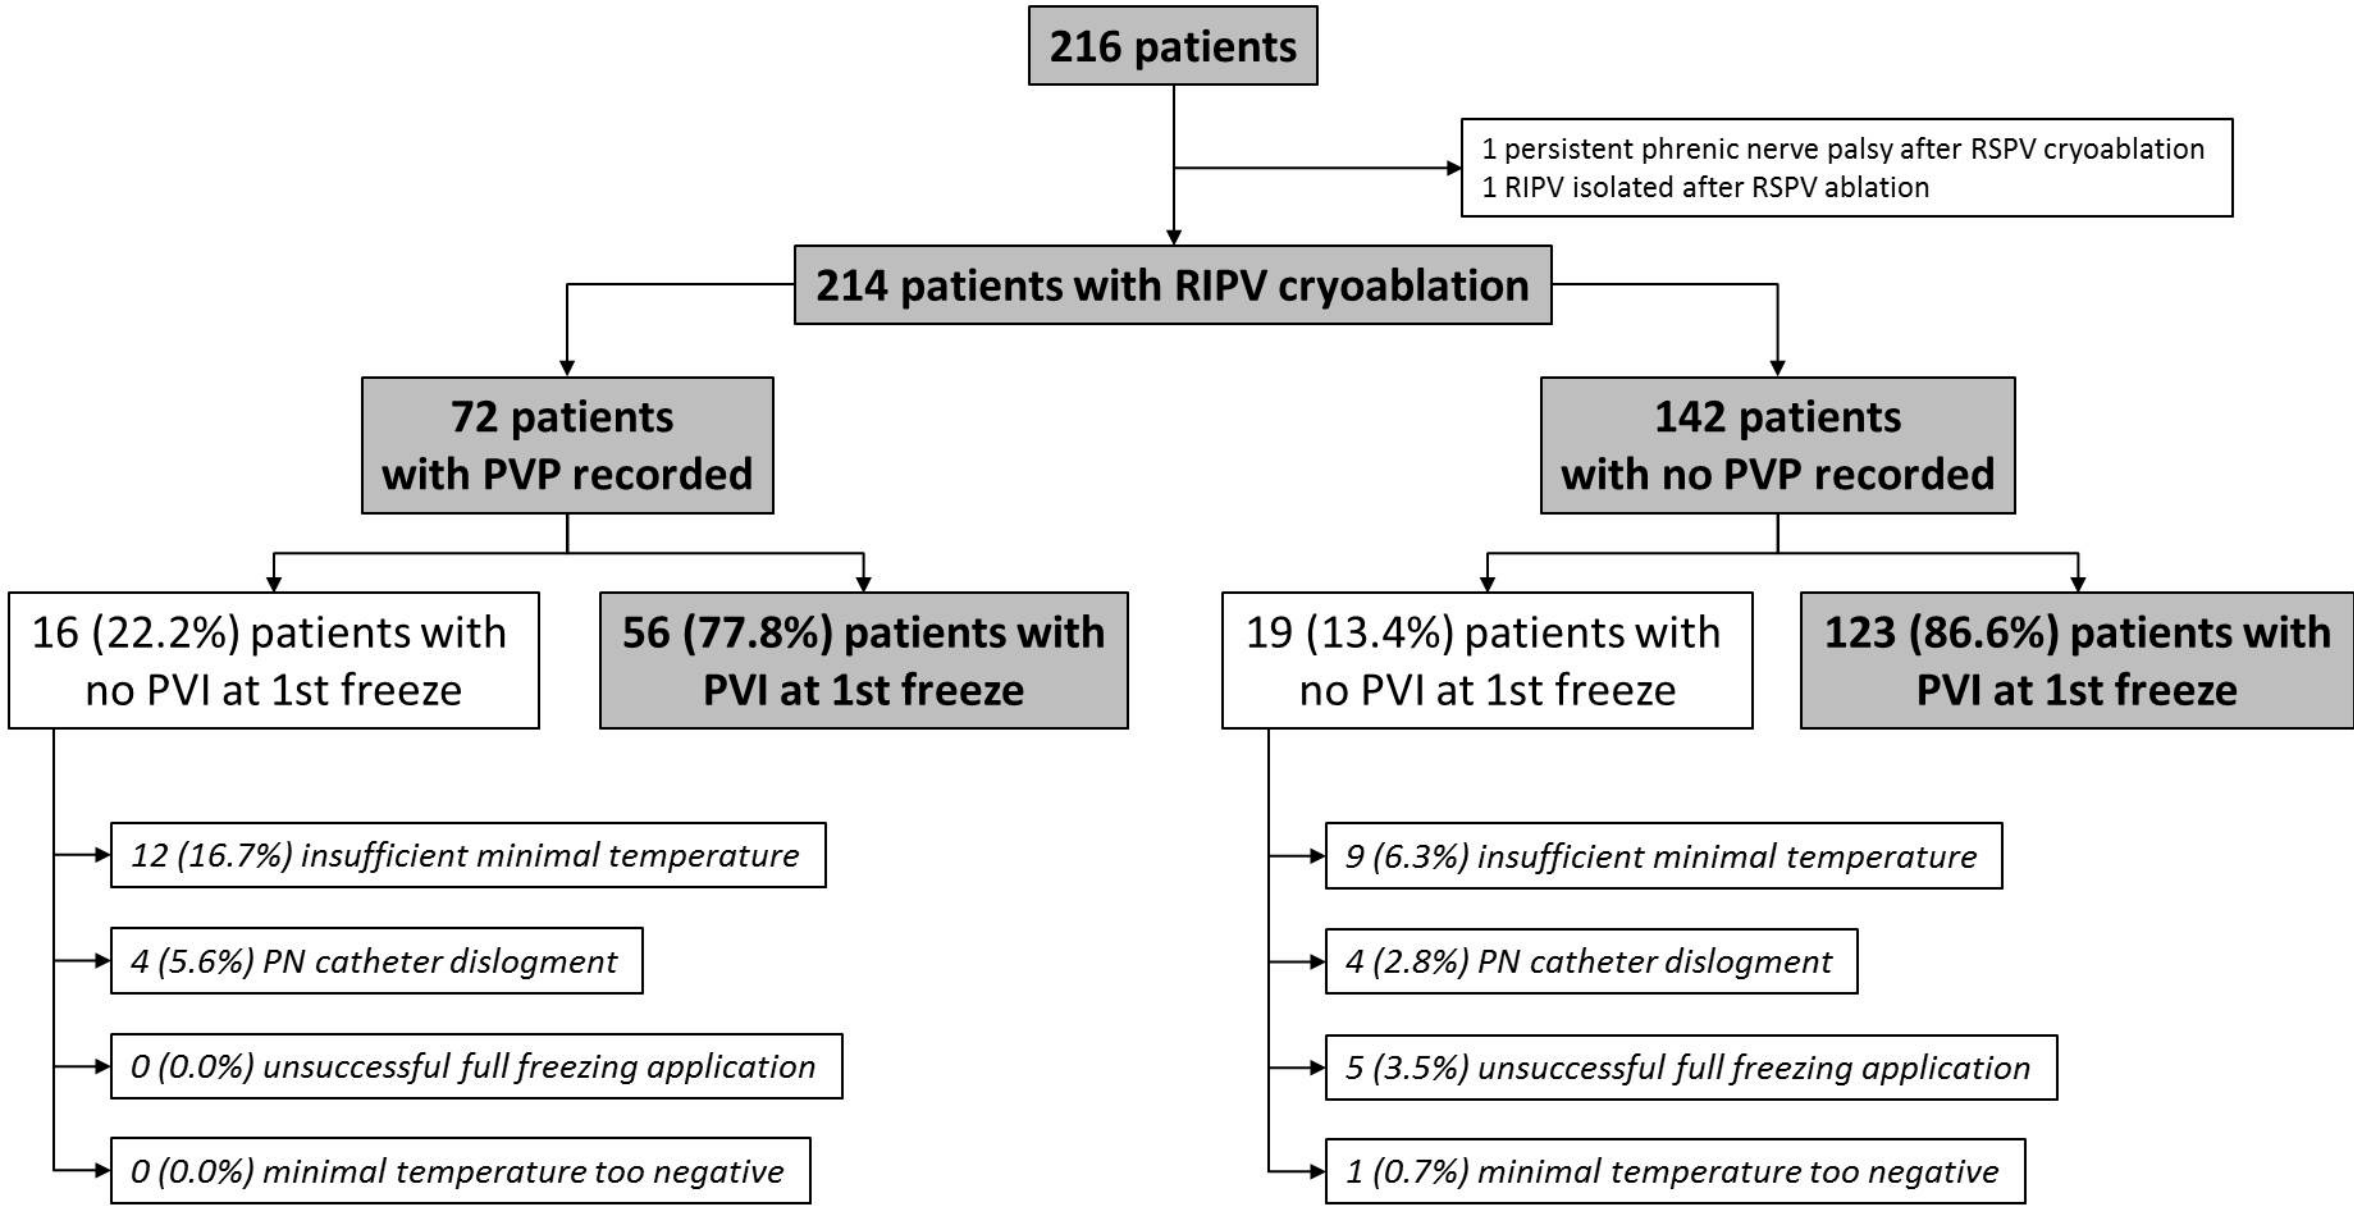 216 patients
1 persistent phrenic nerve palsy after RSPV cryoablation
1 RIPV isolated after RSPV ablation
214 patients with RIPV cryoablation
72 patients
with PVP recorded
142 patients
with no PVP recorded
16 (22.2%) patients with
no PVI at 1st freeze
56 (77.8%) patients with
PVI at 1st freeze
19 (13.4%) patients with
no PVI at 1st freeze
123 (86.6%) patients with
PVI at 1st freeze
12 (16.7%) insufficient minimal temperature
4 (5.6%) PN catheter dislogment
0 (0.0%) unsuccessful full freezing application
0 (0.0%) minimal temperature too negative
9 (6.3%) insufficient minimal temperature
4 (2.8%) PN catheter dislogment
5 (3.5%) unsuccessful full freezing application
1 (0.7%) minimal temperature too negative